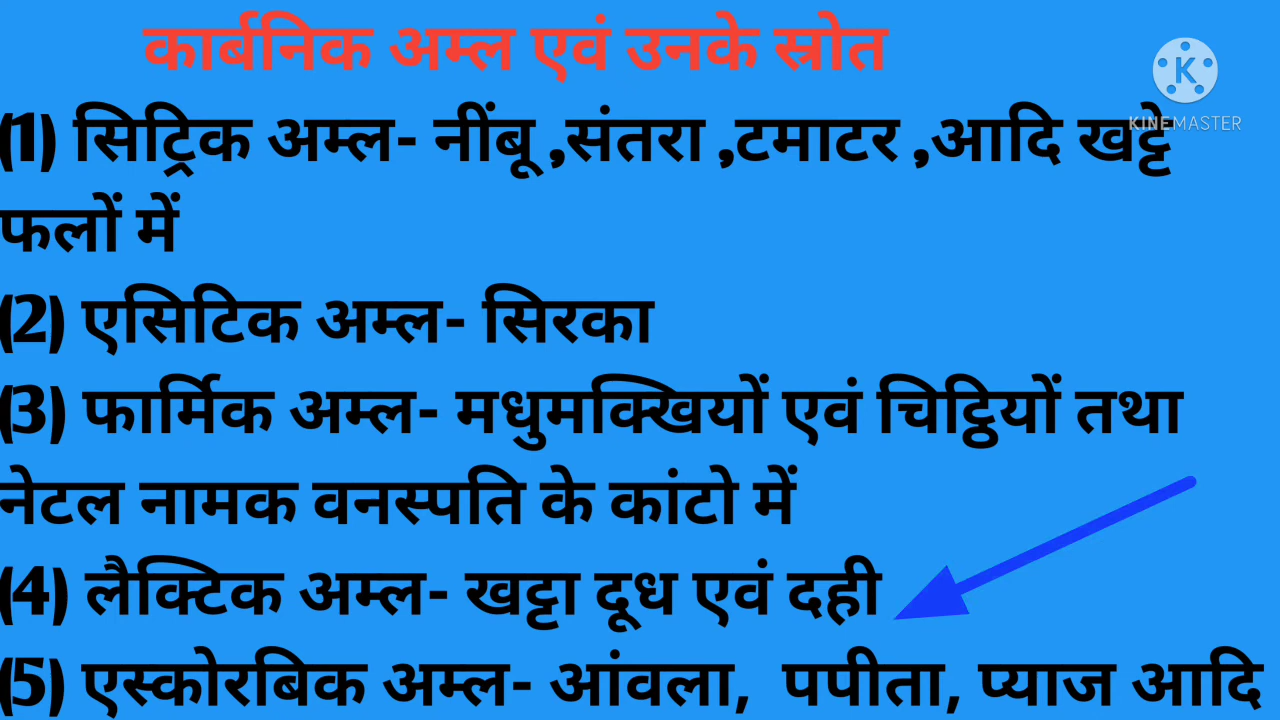 कार्बनिक अम्ल एवं उनके स्रोत
K
KINEMASTER
(1) सिट्रिक अम्ल- नींबू ,संतरा ,टमाटर ,आदि खट्टे
फलों में
(2) एसिटिक अम्ल- सिरका
(3) फार्मिक अम्ल- मधुमक्खियों एवं चिट्ठियों तथा
नेटल नामक वनस्पति के कांटो में
(4) लैक्टिक अम्ल- खट्टा दूध एवं दही
(5) एस्कोरबिक अम्ल- आंवला, पपीता, प्याज आदि